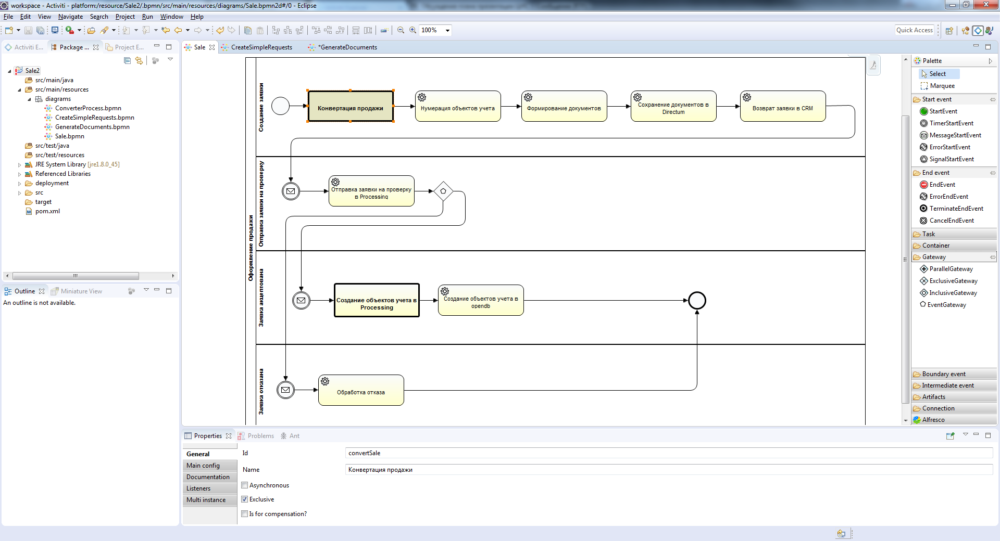 workspace - Activiti - platform:/resource/Sale2/.bpmn/src/main/resources/diagrams/Sale.bpmn2d#/0 - Eclipse
File Edit View Navigate Search Project Run Window Help
100%
Quick Access
Activiti E...
Package ...
Project E...
Sale2
src/main/java
src/main/resources
diagrams
ConverterProcess.bpmn
CreateSimpleRequests.bpmn
GenerateDocuments.bpmn
Sale.bpmn
src/test/java
src/test/resources
JRE System Library [jre1.8.0_45]
Referenced Libraries
deployment
src
target
pom.xml
Outline
Miniature View
An outline is not available.
Sale
CreateSimpleRequests
*GenerateDocuments
Оформление продажи
Создание заявки
Конвертация продажи
Нумерация объектов учета
Формирование документов
Сохранение документов в
Directum
Возврат заявки в CRM
Отправка заявки на проверку
Отправка заявки на проверку
в Processing
Заявка акцептована
Создание объектов учета в
Processing
Создание объектов учета в
opendb
Заявка отказана
Обработка отказа
Palette
Select
Marquee
Start event
StartEvent
TimerStartEvent
MessageStartEvent
ErrorStartEvent
SignalStartEvent
End event
EndEvent
ErrorEndEvent
TerminateEndEvent
CancelEndEvent
Task
Container
Gateway
ParallelGateway
ExclusiveGateway
InclusiveGateway
EventGateway
Boundary event
Intermediate event
Artifacts
Connection
Alfresco
Properties
Problems
Ant
General
Main config
Documentation
Listeners
Multi instance
Id
convertSale
Name
Конвертация продажи
Asynchronous
Exclusive
Is for compensation?